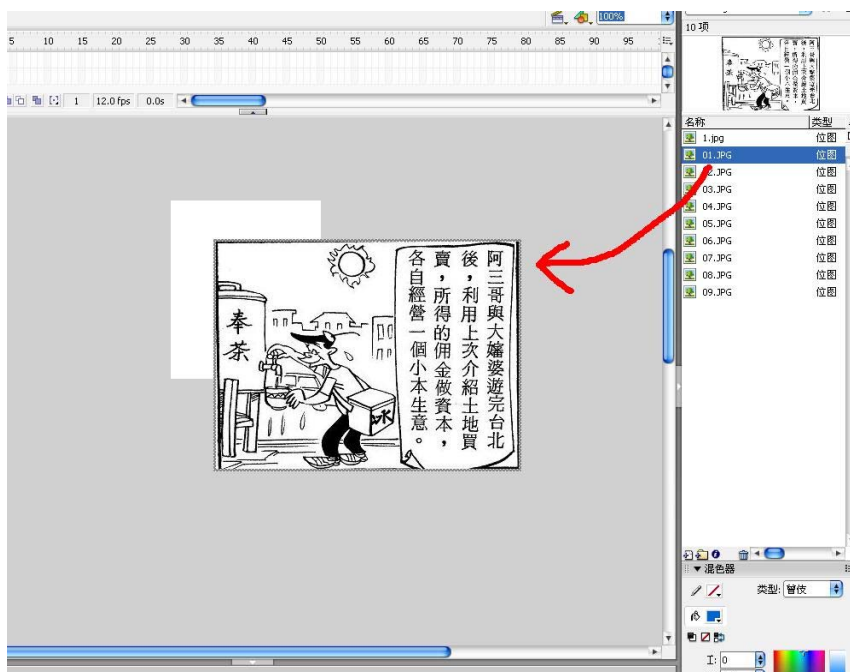 100%
10 项
5 10 15 20 25 30 35 40 45 50 55 60 65 70 75 80 85 90 95
1 12.0 fps 0.0s
名称 类型
1.jpg 位图
01.JPG 位图
2.JPG 位图
03.JPG 位图
04.JPG 位图
05.JPG 位图
06.JPG 位图
07.JPG 位图
08.JPG 位图
09.JPG 位图
阿三哥與大嬸婆遊完台北
後，利用上次介紹土地買
賣，所得的佣金做資本，
各自經營一個小本生意。
奉茶
冰
混色器
类型:
0